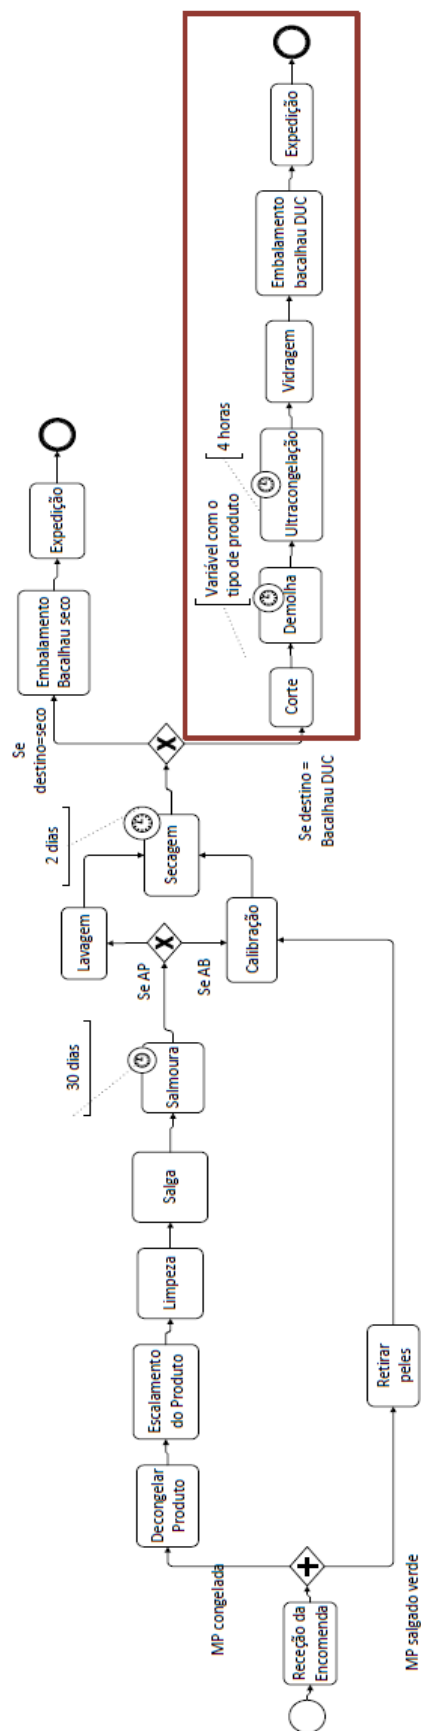 Receção da
Encomenda
MP congelada
MP salgado verde
Decongelar
Produto
Escalamento
do Produto
Limpeza
Salga
Salmoura
30 dias
Retirar
peles
Se AP
Se AB
Lavagem
Calibração
Secagem
2 dias
Se
destino=seco
Embalamento
Bacalhau seco
Expedição
Se destino =
Bacalhau DUC
Corte
Demolha
Variável com o
tipo de produto
Ultracongelação
4 horas
Vidragem
Embalamento
bacalhau DUC
Expedição